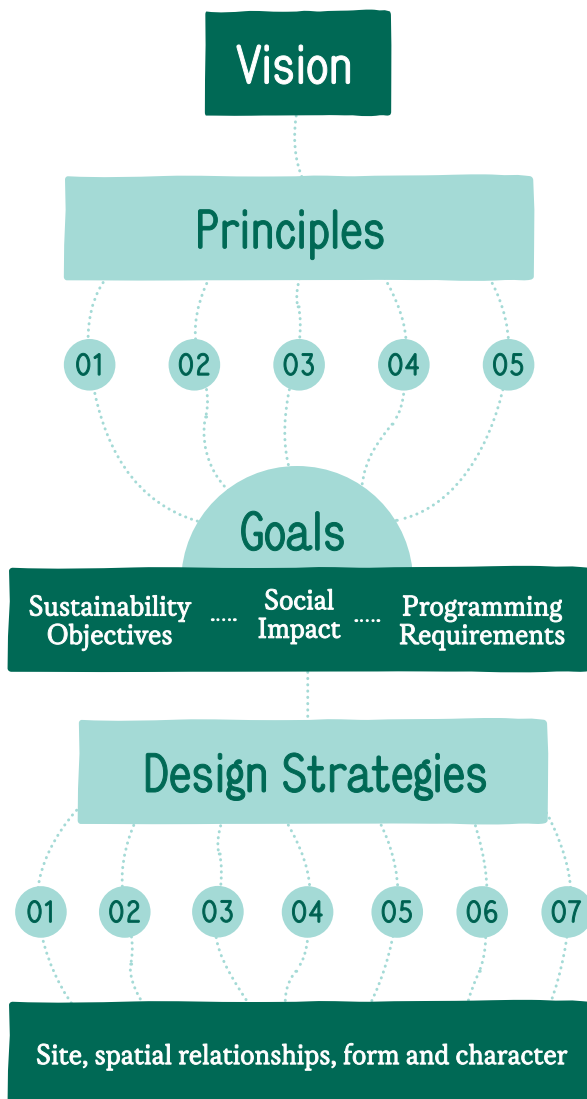 Vision
Principles
01 02 03 04 05
Goals
Sustainability Objectives ..... Social Impact ..... Programming Requirements
Design Strategies
01 02 03 04 05 06 07
Site, spatial relationships, form and character